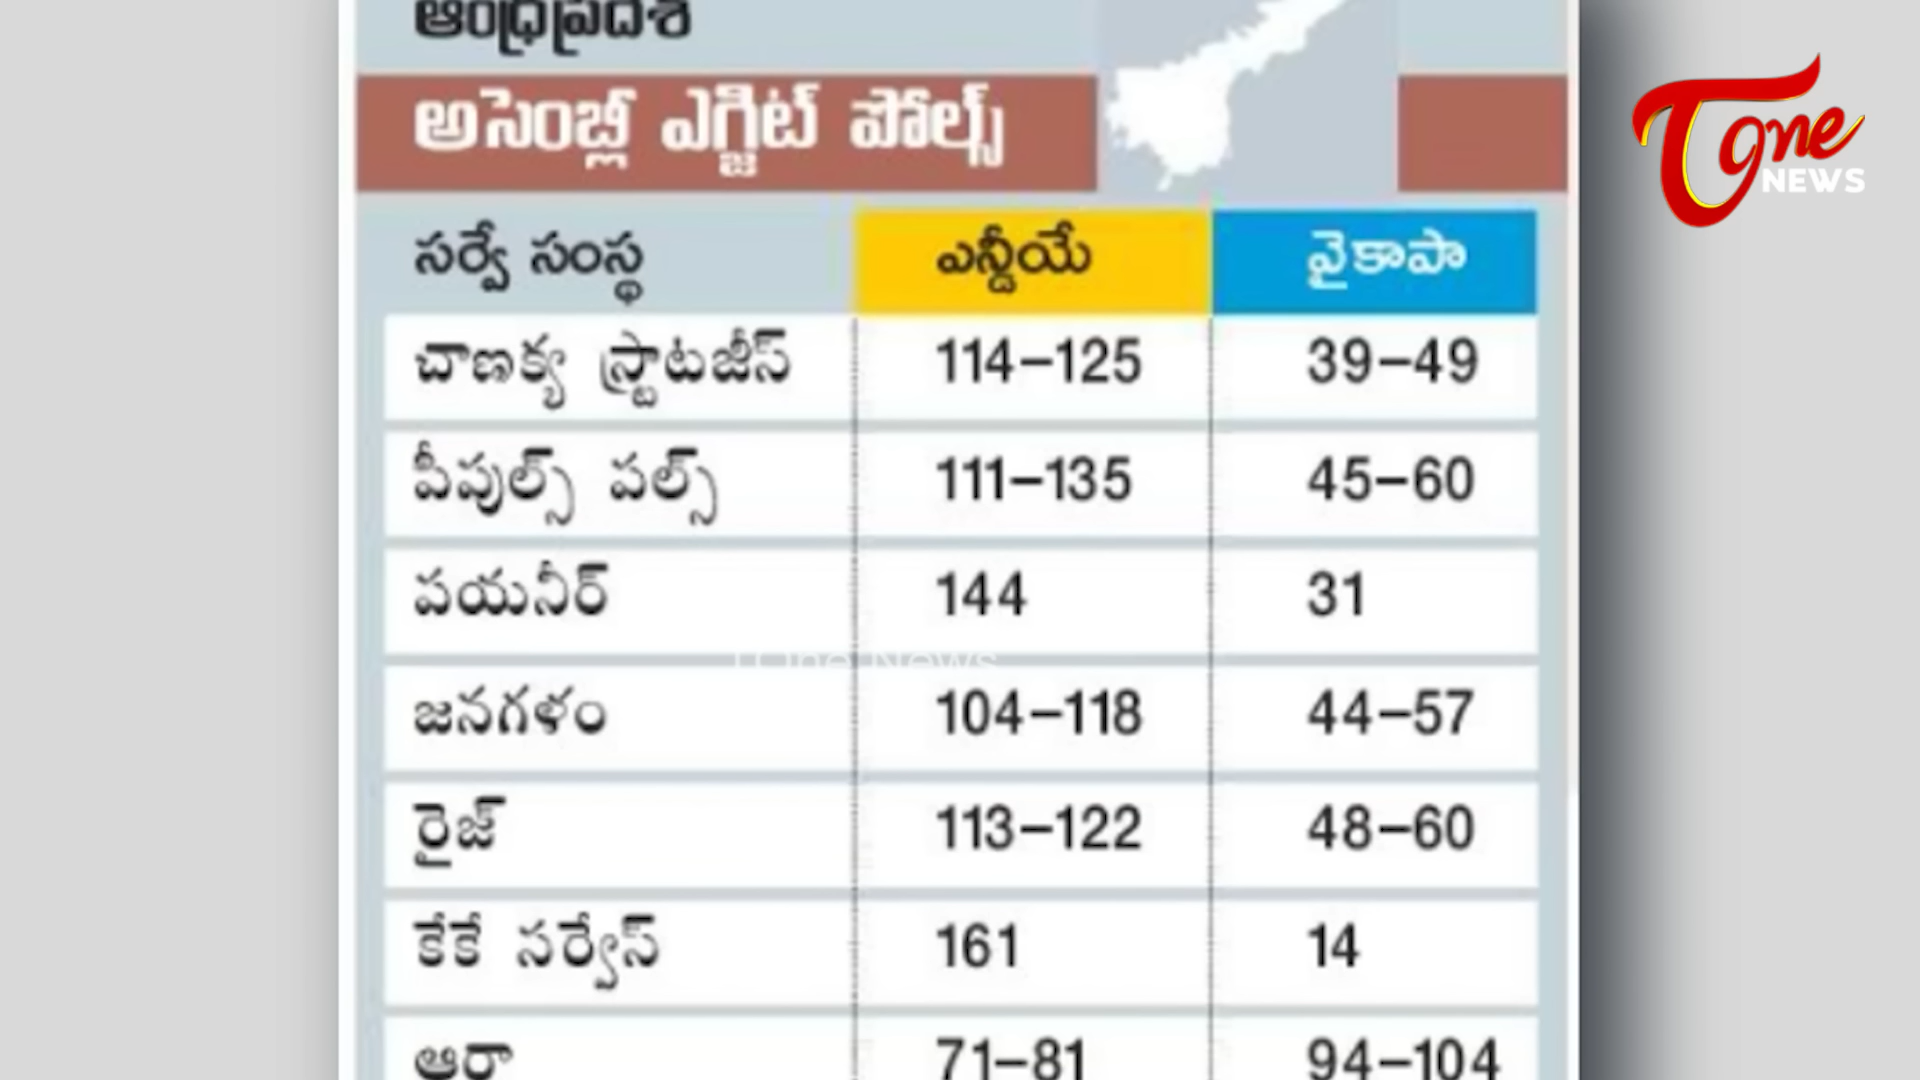 ఆంధ్రప్రదేశ్
అసెంబ్లీ ఎగ్జిట్ పోల్స్
Tone
NEWS
సర్వే సంస్థ ఎన్డీయే వైకాపా
చాణక్య స్ట్రాటజీస్ 114–125 39–49
పీపుల్స్ పల్స్ 111–135 45–60
పయనీర్ 144 31
TOne News
జనగళం 104–118 44–57
రైజ్ 113–122 48–60
కేకే సర్వేస్ 161 14
ఆరా 71–81 94–104